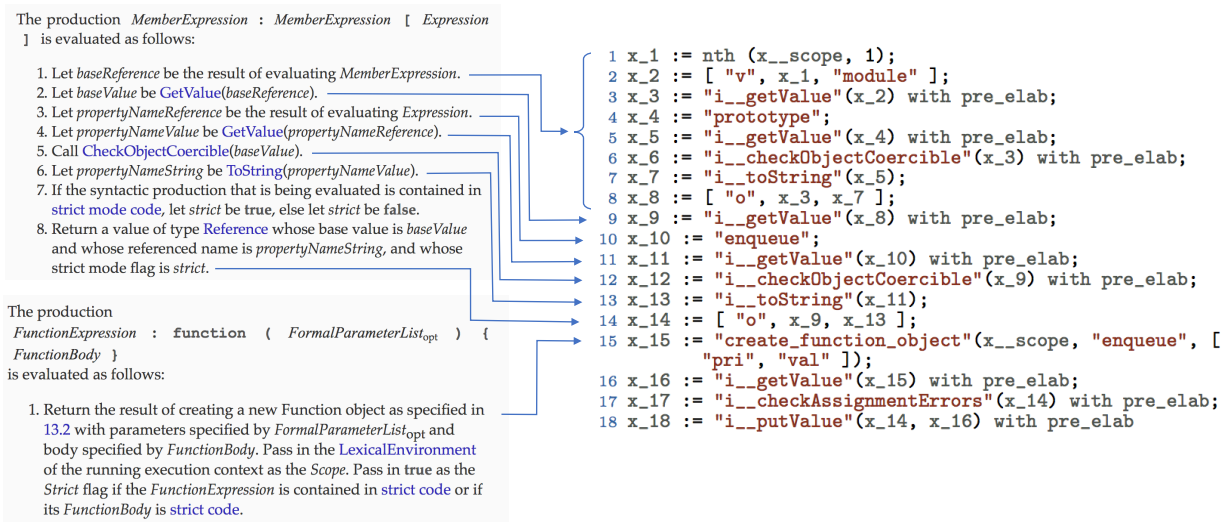 The production MemberExpression : MemberExpression [ Expression
] is evaluated as follows:
1. Let baseReference be the result of evaluating MemberExpression.
2. Let baseValue be GetValue(baseReference).
3. Let propertyNameReference be the result of evaluating Expression.
4. Let propertyNameValue be GetValue(propertyNameReference).
5. Call CheckObjectCoercible(baseValue).
6. Let propertyNameString be ToString(propertyNameValue).
7. If the syntactic production that is being evaluated is contained in
strict mode code, let strict be true, else let strict be false.
8. Return a value of type Reference whose base value is baseValue
and whose referenced name is propertyNameString, and whose
strict mode flag is strict.
The production
FunctionExpression : function ( FormalParameterListopt ) {
FunctionBody }
is evaluated as follows:
1. Return the result of creating a new Function object as specified in
13.2 with parameters specified by FormalParameterListopt and
body specified by FunctionBody. Pass in the LexicalEnvironment
of the running execution context as the Scope. Pass in true as the
Strict flag if the FunctionExpression is contained in strict code or if
its FunctionBody is strict code.
1 x_1 := nth (x__scope, 1);
2 x_2 := [ "v", x_1, "module" ];
3 x_3 := "i__getValue"(x_2) with pre_elab;
4 x_4 := "prototype";
5 x_5 := "i__getValue"(x_4) with pre_elab;
6 x_6 := "i__checkObjectCoercible"(x_3) with pre_elab;
7 x_7 := "i__toString"(x_5);
8 x_8 := [ "o", x_3, x_7 ];
9 x_9 := "i__getValue"(x_8) with pre_elab;
10 x_10 := "enqueue";
11 x_11 := "i__getValue"(x_10) with pre_elab;
12 x_12 := "i__checkObjectCoercible"(x_9) with pre_elab;
13 x_13 := "i__toString"(x_11);
14 x_14 := [ "o", x_9, x_13 ];
15 x_15 := "create_function_object"(x__scope, "enqueue", [
"pri", "val" ]);
16 x_16 := "i__getValue"(x_15) with pre_elab;
17 x_17 := "i__checkAssignmentErrors"(x_14) with pre_elab;
18 x_18 := "i__putValue"(x_14, x_16) with pre_elab